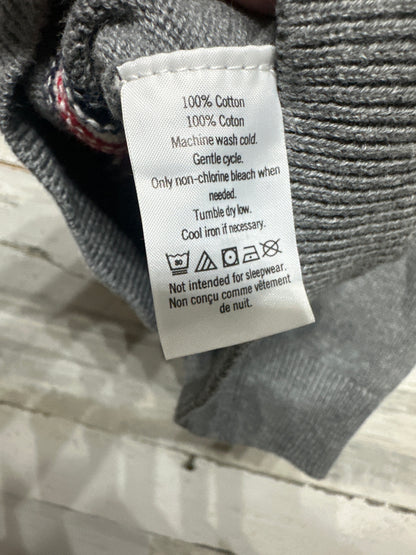 100% Cotton
100% Coton
Machine wash cold.
Gentle cycle.
Only non-chlorine bleach when
needed.
Tumble dry low.
Cool iron if necessary.
30
Not intended for sleepwear.
Non conçu comme vêtement
de nuit.